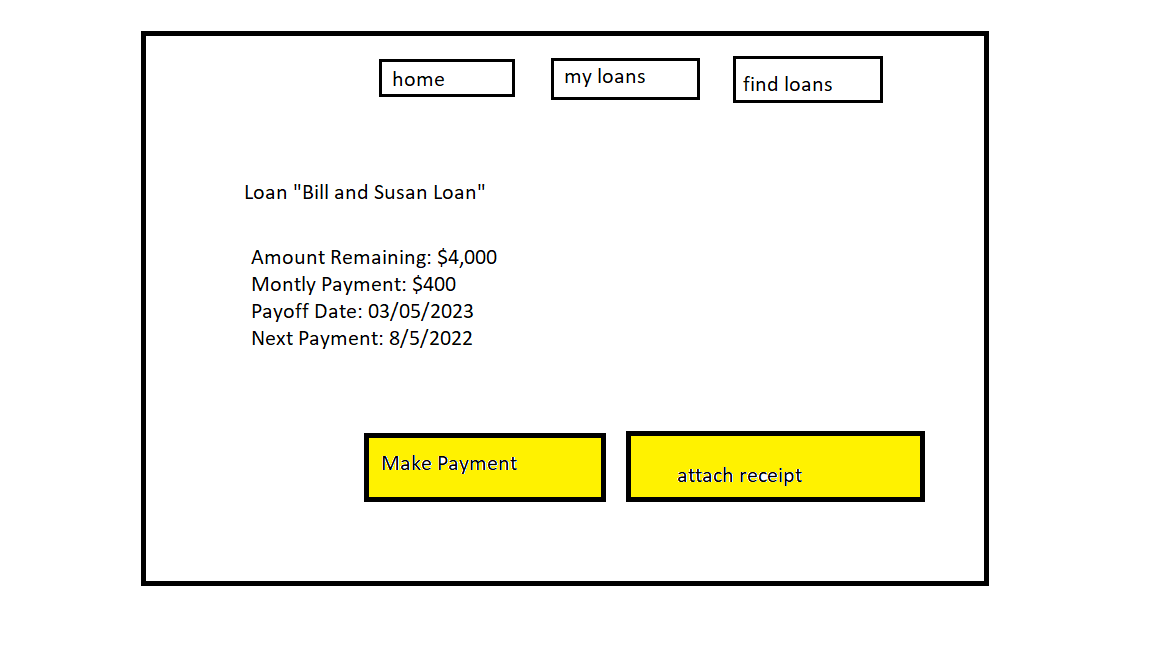 home
my loans
find loans
Loan "Bill and Susan Loan"
Amount Remaining: $4,000
Montly Payment: $400
Payoff Date: 03/05/2023
Next Payment: 8/5/2022
Make Payment
attach receipt